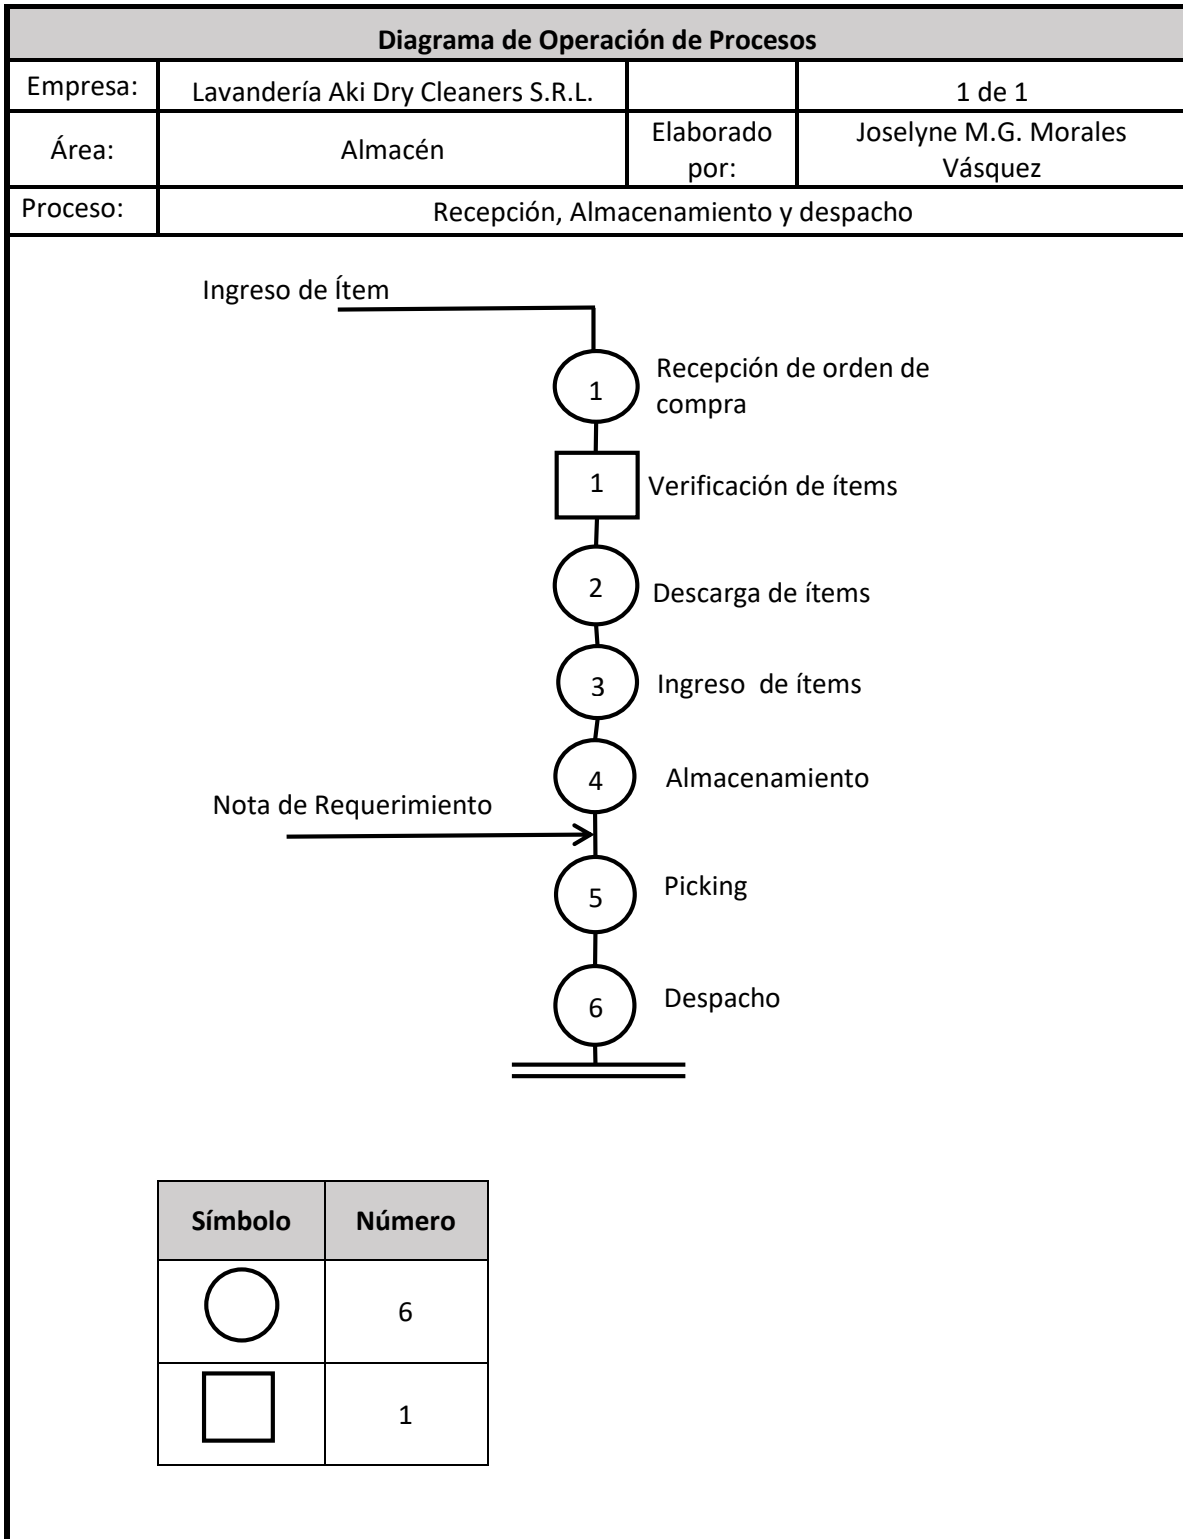 Diagrama de Operación de Procesos
Empresa:
Lavandería Aki Dry Cleaners S.R.L.
1 de 1
Área:
Almacén
Elaborado
por:
Joselyne M.G. Morales
Vásquez
Proceso:
Recepción, Almacenamiento y despacho
Ingreso de Ítem
1
Recepción de orden de
compra
1
Verificación de ítems
2
Descarga de ítems
3
Ingreso  de ítems
4
Almacenamiento
Nota de Requerimiento
5
Picking
6
Despacho
Símbolo
Número
6
1